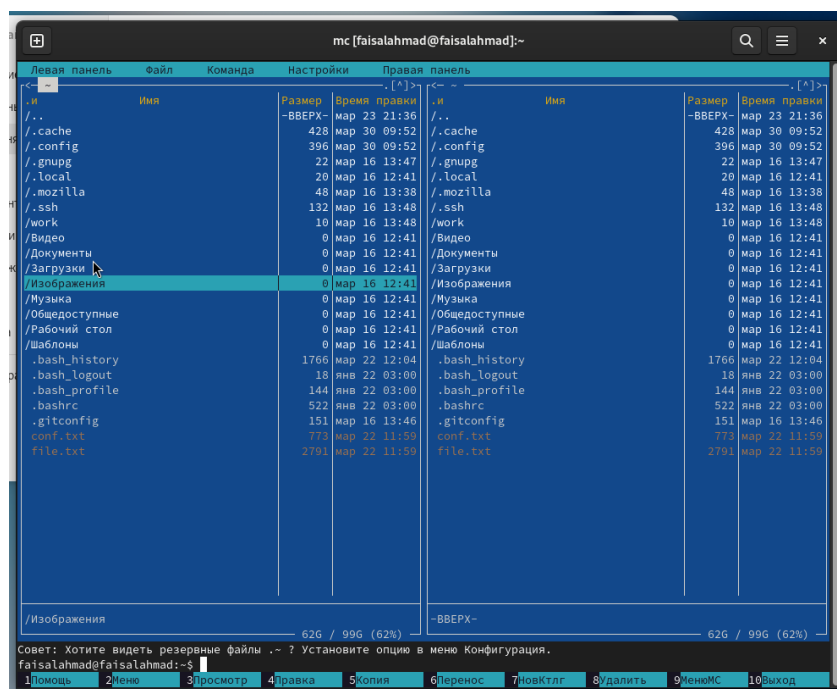 mc [faisalahmad@faisalahmad]:~
Левая панель Файл Команда Настройки Правая панель
<— ~ .[^]> <— ~ .[^]>
.и Имя Размер Время правки .и Имя Размер Время правки
/.. -ВВЕРХ- мар 23 21:36 /.. -ВВЕРХ- мар 23 21:36
/.cache 428 мар 30 09:52 /.cache 428 мар 30 09:52
/.config 396 мар 30 09:52 /.config 396 мар 30 09:52
/.gnupg 22 мар 16 13:47 /.gnupg 22 мар 16 13:47
/.local 20 мар 16 12:41 /.local 20 мар 16 12:41
/.mozilla 48 мар 16 13:38 /.mozilla 48 мар 16 13:38
/.ssh 132 мар 16 13:48 /.ssh 132 мар 16 13:48
/work 10 мар 16 13:48 /work 10 мар 16 13:48
/Видео 0 мар 16 12:41 /Видео 0 мар 16 12:41
/Документы 0 мар 16 12:41 /Документы 0 мар 16 12:41
/Загрузки 0 мар 16 12:41 /Загрузки 0 мар 16 12:41
/Изображения 0 мар 16 12:41 /Изображения 0 мар 16 12:41
/Музыка 0 мар 16 12:41 /Музыка 0 мар 16 12:41
/Общедоступные 0 мар 16 12:41 /Общедоступные 0 мар 16 12:41
/Рабочий стол 0 мар 16 12:41 /Рабочий стол 0 мар 16 12:41
/Шаблоны 0 мар 16 12:41 /Шаблоны 0 мар 16 12:41
.bash_history 1766 мар 22 12:04 .bash_history 1766 мар 22 12:04
.bash_logout 18 янв 22 03:00 .bash_logout 18 янв 22 03:00
.bash_profile 144 янв 22 03:00 .bash_profile 144 янв 22 03:00
.bashrc 522 янв 22 03:00 .bashrc 522 янв 22 03:00
.gitconfig 151 мар 16 13:46 .gitconfig 151 мар 16 13:46
conf.txt 773 мар 22 11:59 conf.txt 773 мар 22 11:59
file.txt 2791 мар 22 11:59 file.txt 2791 мар 22 11:59
/Изображения -ВВЕРХ-
62G / 99G (62%) 62G / 99G (62%)
Совет: Хотите видеть резервные файлы .~ ? Установите опцию в меню Конфигурация.
faisalahmad@faisalahmad:~$
1Помощь 2Меню 3Просмотр 4Правка 5Копия 6Перенос 7НовКтлг 8Удалить 9МенюМС 10Выход